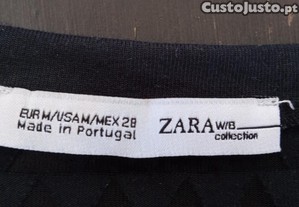 CustoJusto.pt
EUR M/USA M/MEX 28
Made in Portugal
ZARA W/B
collection